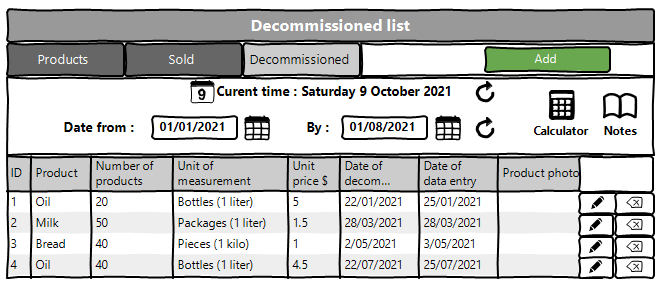 Decommissioned list
Products Sold Decommissioned Add
9 Curent time : Saturday 9 October 2021
Date from : 01/01/2021 By : 01/08/2021 Calculator Notes
ID Product Number of products Unit of measurement Unit price $ Date of decom... Date of data entry Product photo
1 Oil 20 Bottles (1 liter) 5 22/01/2021 25/01/2021
2 Milk 50 Packages (1 liter) 1.5 28/03/2021 28/03/2021
3 Bread 40 Pieces (1 kilo) 1 2/05/2021 3/05/2021
4 Oil 40 Bottles (1 liter) 4.5 22/07/2021 25/07/2021